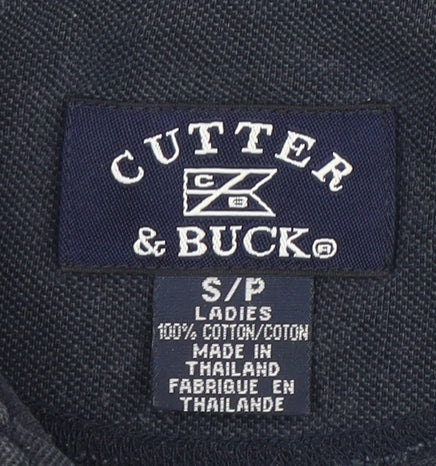 CUTTER
C
B
& BUCK®
S/P
LADIES
100% COTTON/COTON
MADE IN
THAILAND
FABRIQUE EN
THAILANDE